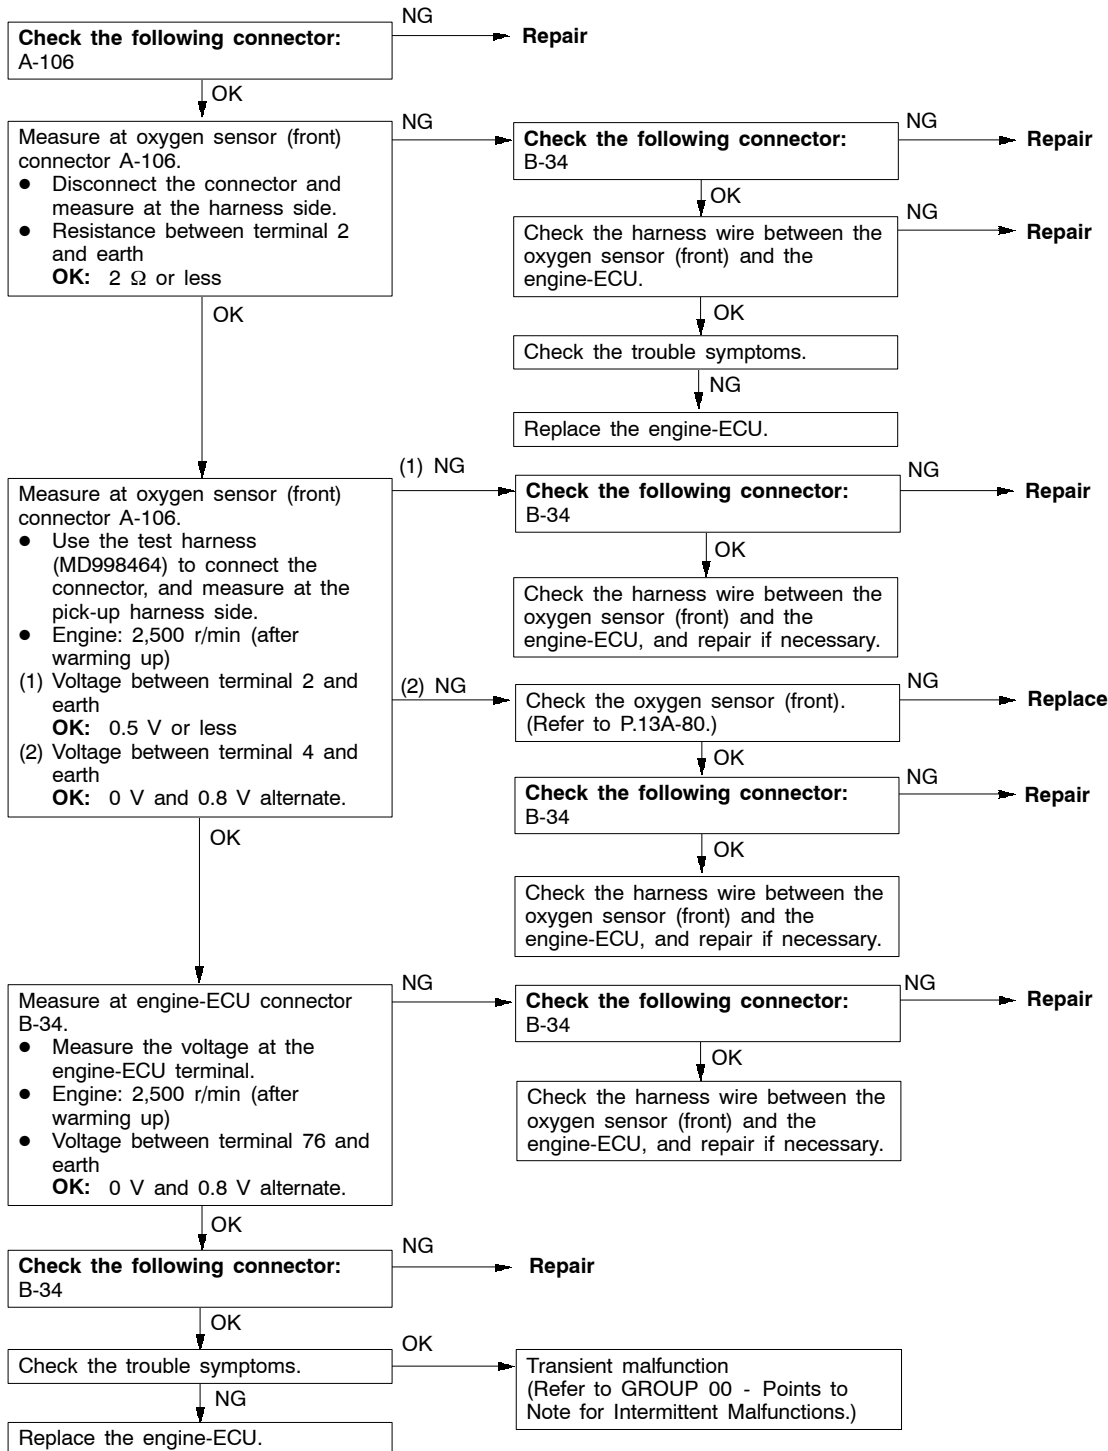 NG
Check the following connector:
A-106
Repair
OK
Measure at oxygen sensor (front)
connector A-106.
● Disconnect the connector and
measure at the harness side.
● Resistance between terminal 2
and earth
OK: 2 Ω or less
NG
Check the following connector:
B-34
NG
Repair
OK
Check the harness wire between the
oxygen sensor (front) and the
engine-ECU.
NG
Repair
OK
Check the trouble symptoms.
NG
Replace the engine-ECU.
OK
Measure at oxygen sensor (front)
connector A-106.
● Use the test harness
(MD998464) to connect the
connector, and measure at the
pick-up harness side.
● Engine: 2,500 r/min (after
warming up)
(1) Voltage between terminal 2 and
earth
OK: 0.5 V or less
(2) Voltage between terminal 4 and
earth
OK: 0 V and 0.8 V alternate.
(1) NG
Check the following connector:
B-34
NG
Repair
OK
Check the harness wire between the
oxygen sensor (front) and the
engine-ECU, and repair if necessary.
(2) NG
Check the oxygen sensor (front).
(Refer to P.13A-80.)
NG
Replace
OK
Check the following connector:
B-34
NG
Repair
OK
Check the harness wire between the
oxygen sensor (front) and the
engine-ECU, and repair if necessary.
OK
Measure at engine-ECU connector
B-34.
● Measure the voltage at the
engine-ECU terminal.
● Engine: 2,500 r/min (after
warming up)
● Voltage between terminal 76 and
earth
OK: 0 V and 0.8 V alternate.
NG
Check the following connector:
B-34
NG
Repair
OK
Check the harness wire between the
oxygen sensor (front) and the
engine-ECU, and repair if necessary.
OK
Check the following connector:
B-34
NG
Repair
OK
Check the trouble symptoms.
OK
Transient malfunction
(Refer to GROUP 00 - Points to
Note for Intermittent Malfunctions.)
NG
Replace the engine-ECU.